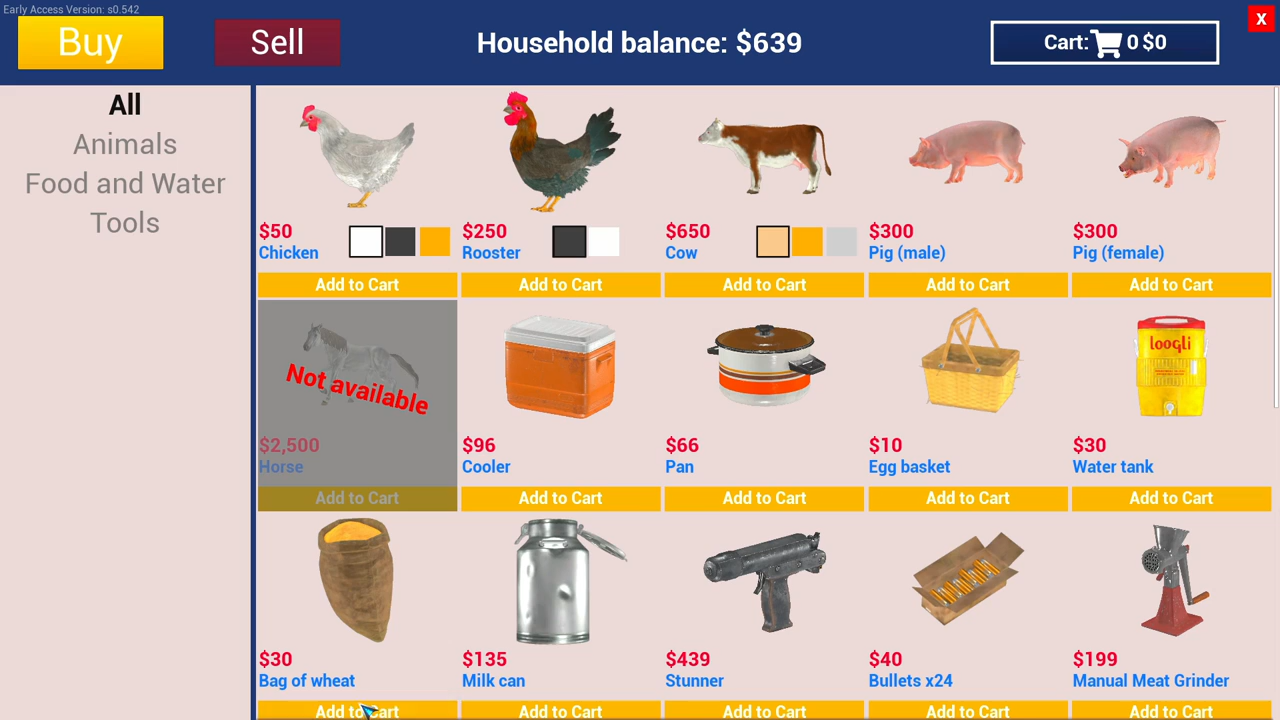 Early Access Version: s0.542
Buy
Sell
Household balance: $639
Cart: 0 $0
X
All
Animals
Food and Water
Tools
$50
Chicken
Add to Cart
$250
Rooster
Add to Cart
$650
Cow
Add to Cart
$300
Pig (male)
Add to Cart
$300
Pig (female)
Add to Cart
Not available
$2,500
Horse
Add to Cart
$96
Cooler
Add to Cart
$66
Pan
Add to Cart
$10
Egg basket
Add to Cart
looqli
$30
Water tank
Add to Cart
$30
Bag of wheat
Add to Cart
$135
Milk can
Add to Cart
$439
Stunner
Add to Cart
$40
Bullets x24
Add to Cart
$199
Manual Meat Grinder
Add to Cart